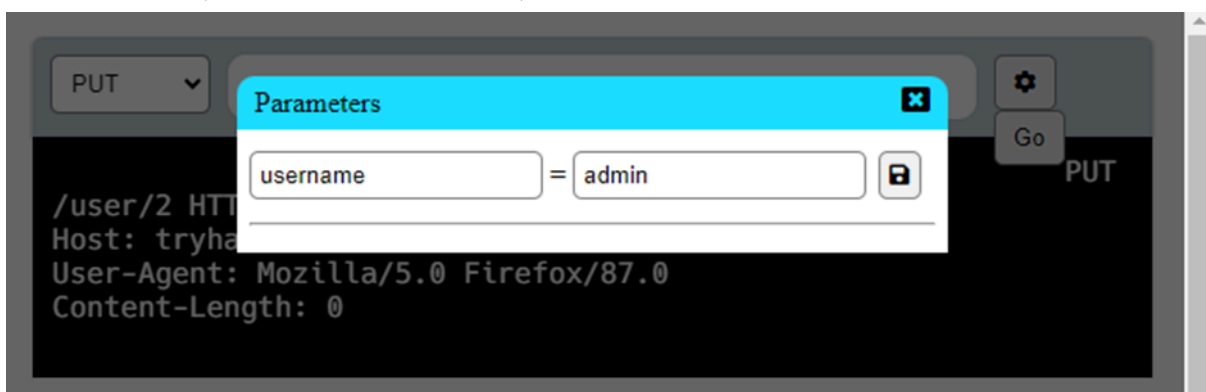 PUT
Parameters
Go
username = admin
PUT
/user/2 HTT
Host: tryha
User-Agent: Mozilla/5.0 Firefox/87.0
Content-Length: 0